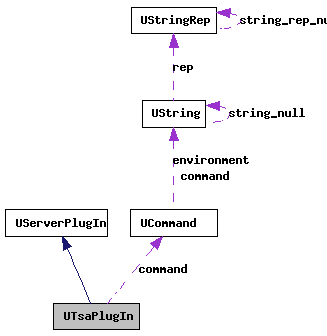 UStringRep
string_rep_nu
rep
UString
string_null
environment
command
UServerPlugIn
UCommand
command
UTsaPlugIn